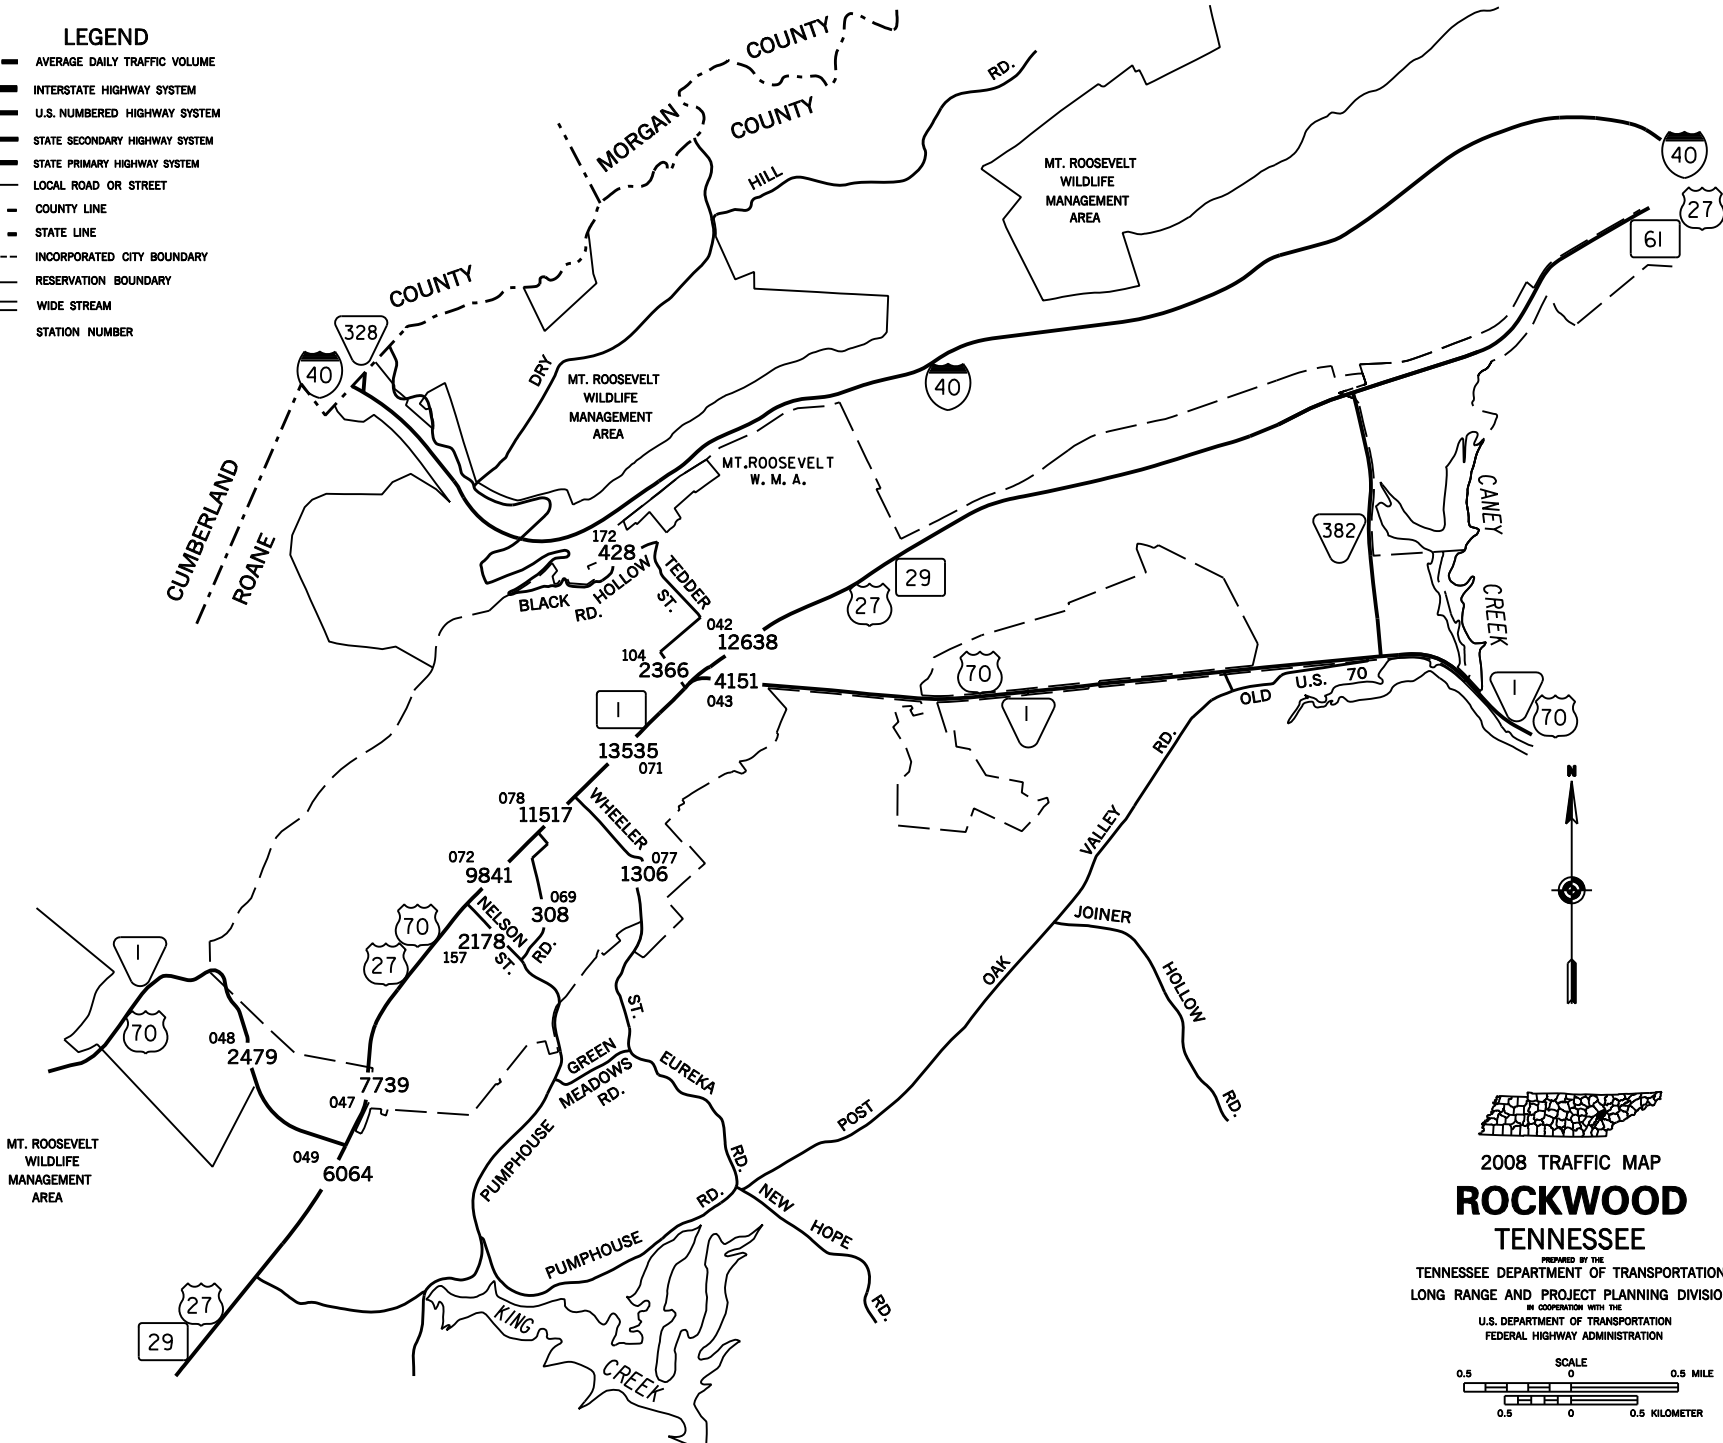 LEGEND
AVERAGE DAILY TRAFFIC VOLUME
INTERSTATE HIGHWAY SYSTEM
U.S. NUMBERED HIGHWAY SYSTEM
STATE SECONDARY HIGHWAY SYSTEM
STATE PRIMARY HIGHWAY SYSTEM
LOCAL ROAD OR STREET
COUNTY LINE
STATE LINE
INCORPORATED CITY BOUNDARY
RESERVATION BOUNDARY
WIDE STREAM
STATION NUMBER
MORGAN COUNTY
COUNTY
COUNTY
CUMBERLAND
ROANE
DRY HILL RD.
MT. ROOSEVELT
WILDLIFE
MANAGEMENT
AREA
40
27
61
328
40
MT. ROOSEVELT
WILDLIFE
MANAGEMENT
AREA
40
MT.ROOSEVELT
W. M. A.
172
428
BLACK HOLLOW
RD.
TEDDER
ST.
042
12638
27
29
382
CANEY CREEK
104
2366
4151
043
70
1
OLD U.S. 70
1
70
1
13535
071
078
11517
WHEELER ST.
077
1306
072
9841
069
308
NELSON ST.
RD.
2178
157
70
27
1
70
048
2479
7739
047
049
6064
GREEN
MEADOWS
RD.
EUREKA RD.
PUMPHOUSE
PUMPHOUSE RD.
NEW HOPE RD.
POST OAK VALLEY RD.
JOINER HOLLOW RD.
KING CREEK
27
29
MT. ROOSEVELT
WILDLIFE
MANAGEMENT
AREA
N
2008 TRAFFIC MAP
ROCKWOOD
TENNESSEE
PREPARED BY THE
TENNESSEE DEPARTMENT OF TRANSPORTATION
LONG RANGE AND PROJECT PLANNING DIVISIO
IN COOPERATION WITH THE
U.S. DEPARTMENT OF TRANSPORTATION
FEDERAL HIGHWAY ADMINISTRATION
SCALE
0.5 0 0.5 MILE
0.5 0 0.5 KILOMETER